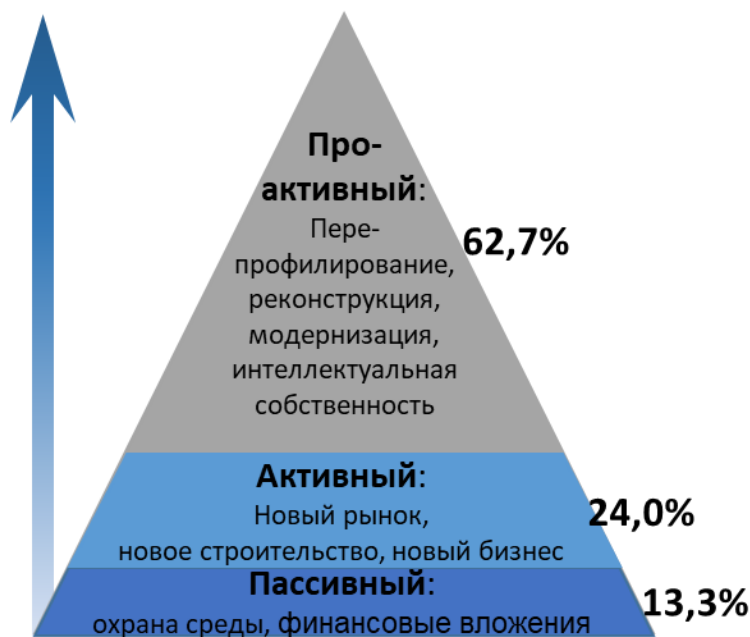 Про-
активный:
Пере-
профилирование,
реконструкция,
модернизация,
интеллектуальная
собственность
62,7%
Активный:
Новый рынок,
новое строительство, новый бизнес
24,0%
Пассивный:
охрана среды, финансовые вложения
13,3%